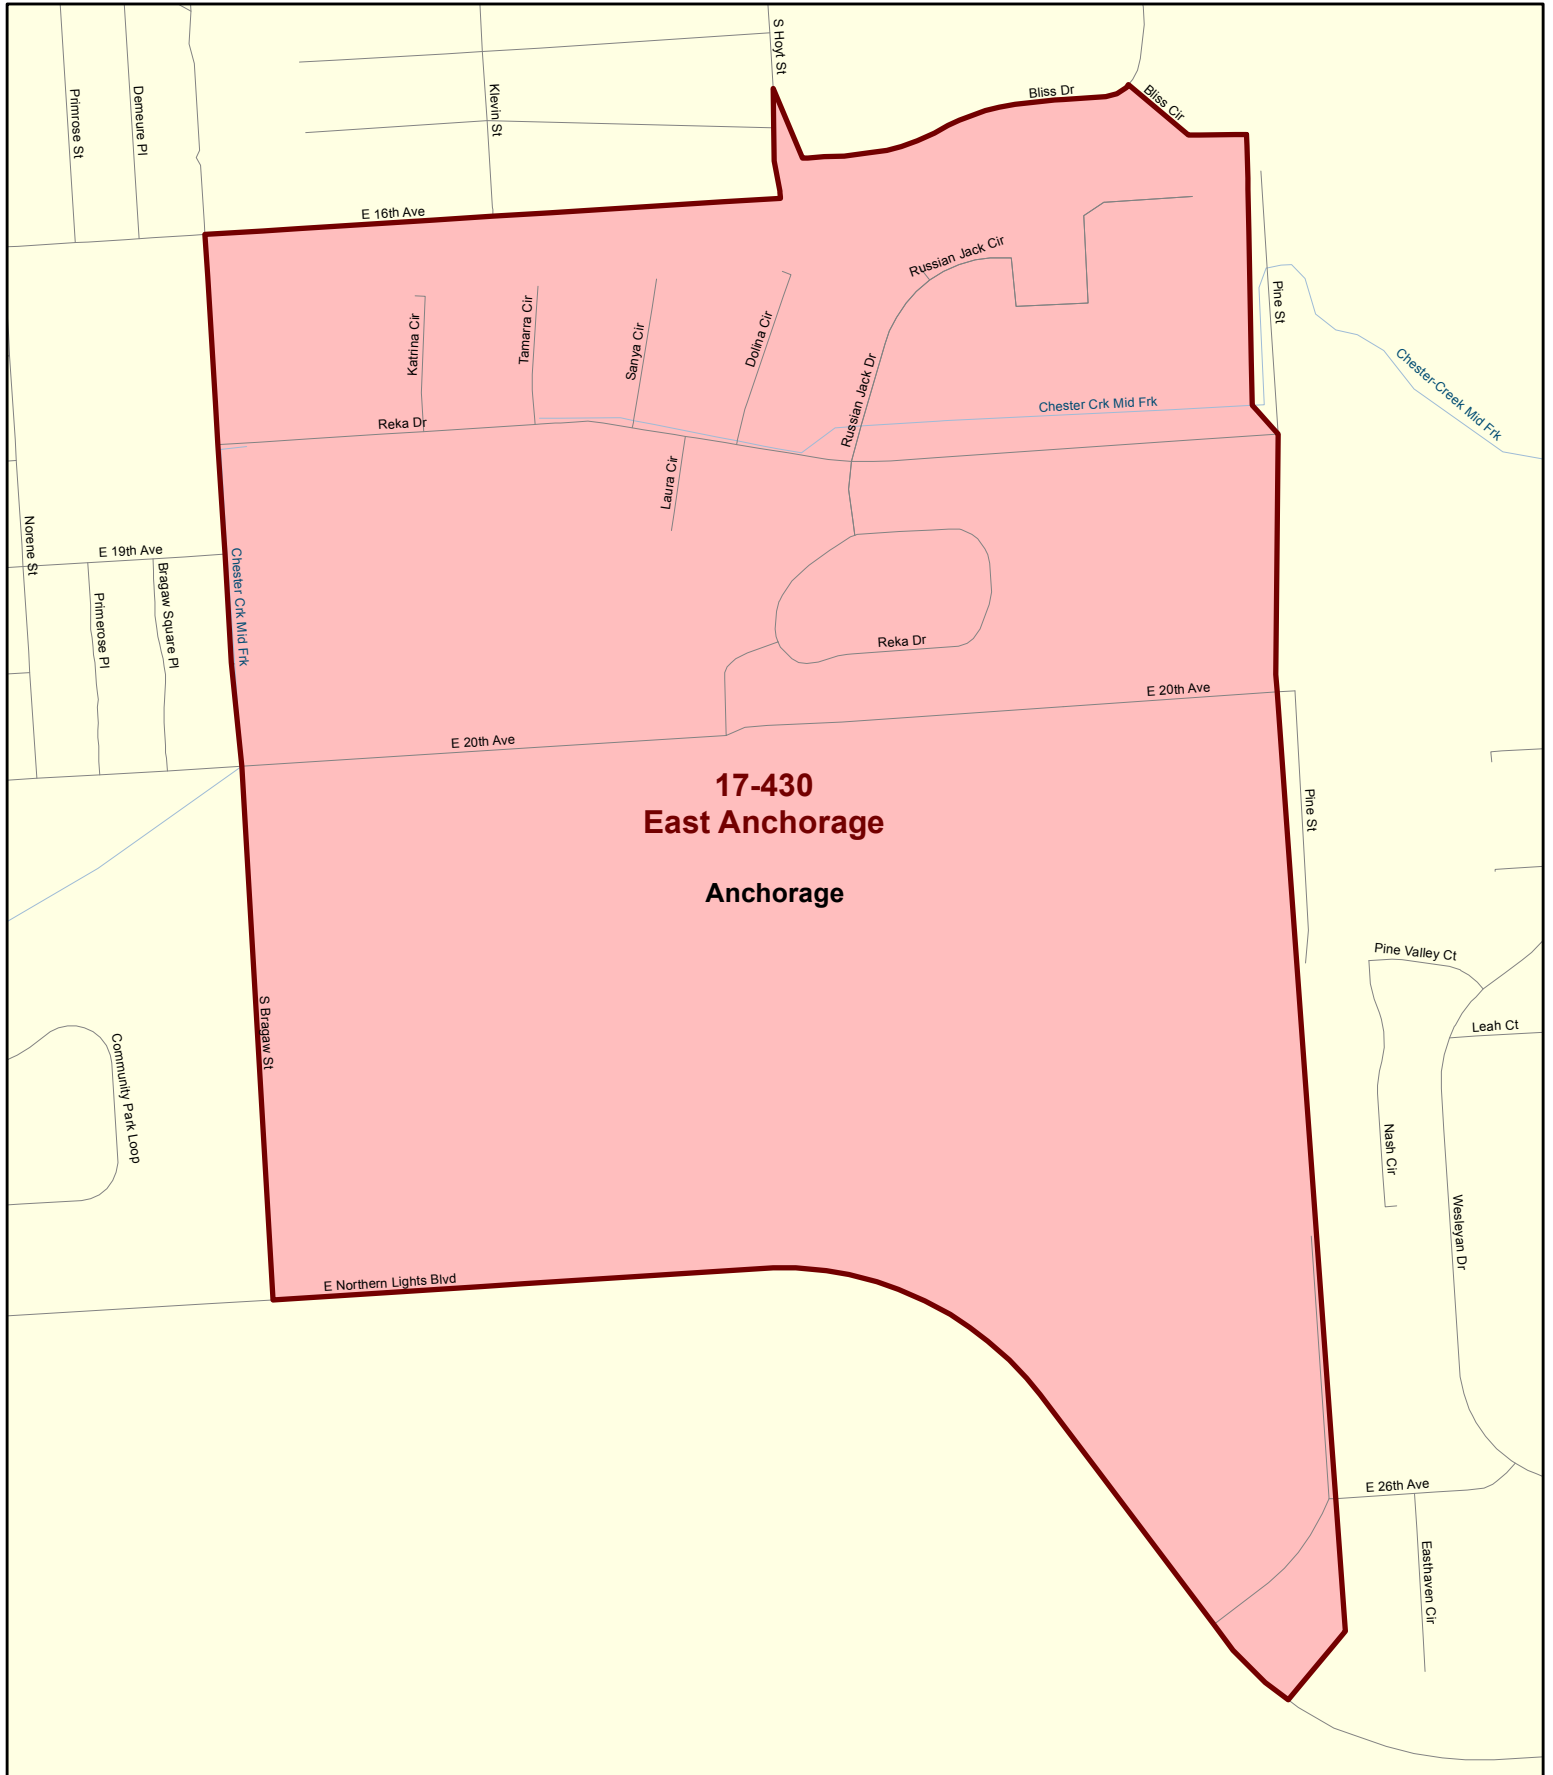 S Hoyt St
Primrose St
Demeure Pl
Klevin St
Bliss Dr
Bliss Cir
E 16th Ave
Russian Jack Cir
Pine St
Katrina Cir
Tamarra Cir
Sanya Cir
Dolina Cir
Russian Jack Dr
Chester-Creek Mid Frk
Chester Crk Mid Frk
Reka Dr
Laura Cir
Norene St
E 19th Ave
Chester Crk Mid Frk
Primerose Pl
Bragaw Square Pl
Reka Dr
E 20th Ave
E 20th Ave
17-430
East Anchorage
Anchorage
Pine St
Pine Valley Ct
S Bragaw St
Leah Ct
Community Park Loop
Nash Cir
Wesleyan Dr
E Northern Lights Blvd
E 26th Ave
Easthaven Cir